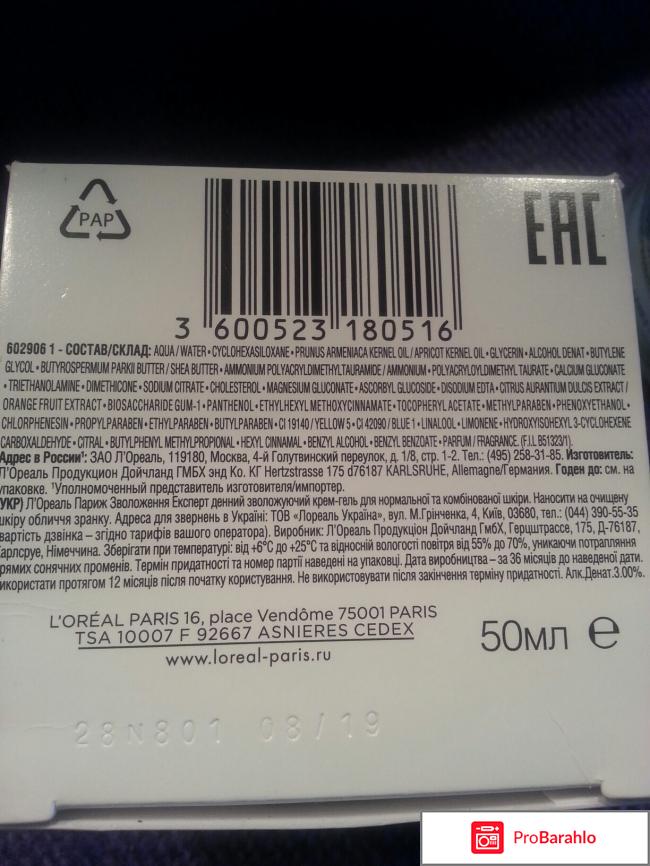 PAP
EAC
3 600523 180516
602906 1 - СОСТАВ/СКЛАД: AQUA / WATER • CYCLOHEXASILOXANE • PRUNUS ARMENIACA KERNEL OIL / APRICOT KERNEL OIL • GLYCERIN • ALCOHOL DENAT • BUTYLENE
GLYCOL • BUTYROSPERMUM PARKII BUTTER / SHEA BUTTER • AMMONIUM POLYACRYLDIMETHYLTAURAMIDE / AMMONIUM • POLYACRYLOYLDIMETHYL TAURATE • CALCIUM GLUCONATE
• TRIETHANOLAMINE • DIMETHICONE • SODIUM CITRATE • CHOLESTEROL • MAGNESIUM GLUCONATE • ASCORBYL GLUCOSIDE • DISODIUM EDTA • CITRUS AURANTIUM DULCIS EXTRACT /
ORANGE FRUIT EXTRACT • BIOSACCHARIDE GUM-1 • PANTHENOL • ETHYLHEXYL METHOXYCINNAMATE • TOCOPHERYL ACETATE • METHYLPARABEN • PHENOXYETHANOL •
CHLORPHENESIN • PROPYLPARABEN • ETHYLPARABEN • BUTYLPARABEN • CI 19140 / YELLOW 5 • CI 42090 / BLUE 1 • LINALOOL • LIMONENE • HYDROXYISOHEXYL 3-CYCLOHEXENE
CARBOXALDEHYDE • CITRAL • BUTYLPHENYL METHYLPROPIONAL • HEXYL CINNAMAL • BENZYL ALCOHOL • BENZYL BENZOATE • PARFUM / FRAGRANCE. (F.I.L B51323/1).
Адрес в России¹: ЗАО Л'Ореаль, 119180, Москва, 4-й Голутвинский переулок, д. 1/8, стр. 1-2. Тел.: (495) 258-31-85. Изготовитель:
Л'Ореаль Продукцион Дойчланд ГМБХ энд Ко. КГ Hertzstrasse 175 d76187 KARLSRUHE, Allemagne/Германия. Годен до: см. на
упаковке. ¹Уполномоченный представитель изготовителя/импортер.
УКР) Л'Ореаль Париж Зволоження Експерт денний зволожуючий крем-гель для нормальної та комбінованої шкіри. Наносити на очищену
шкіру обличчя зранку. Адреса для звернень в Україні: ТОВ «Лореаль Україна», вул. М.Грінченка, 4, Київ, 03680, тел.: (044) 390-55-35
вартість дзвінка – згідно тарифів вашого оператора). Виробник: Л'Ореаль Продукцiон Дойчланд ГмбХ, Герцштрассе, 175, Д-76187,
Карлсруе, Німеччина. Зберігати при температурі: від +6°С до +25°С та відносній вологості повітря від 55% до 70%, уникаючи потрапляння
прямих сонячних променів. Термін придатності та номер партії наведені на упаковці. Дата виробництва – за 36 місяців до наведеної дати.
використати протягом 12 місяців після початку користування. Не використовувати після закінчення терміну придатності. Алк.Денат.3.00%.
L'ORÉAL PARIS 16, place Vendôme 75001 PARIS
TSA 10007 F 92667 ASNIERES CEDEX
www.loreal-paris.ru
50мл ℮
28N801 08/19
ProBarahlo